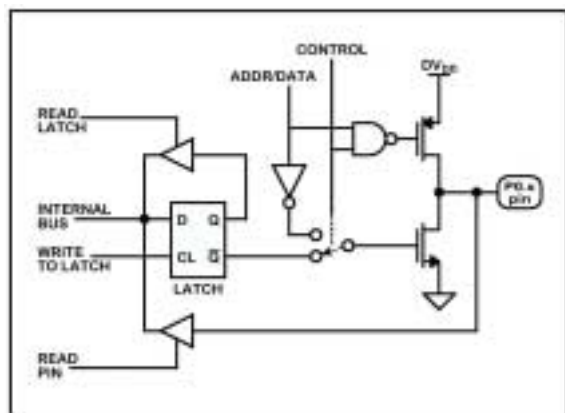 CONTROL
ADDR/DATA
DVDD
READ
LATCH
P0.x
pin
INTERNAL
BUS
D Q
WRITE
TO LATCH
CL Q̅
LATCH
READ
PIN